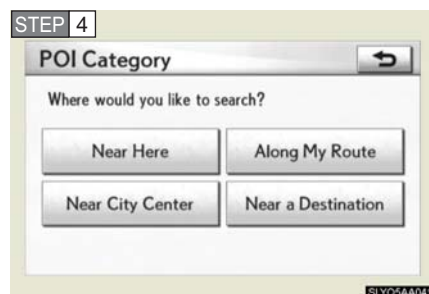 STEP 4
POI Category
Where would you like to search?
Near Here
Along My Route
Near City Center
Near a Destination
SLYO5AA041